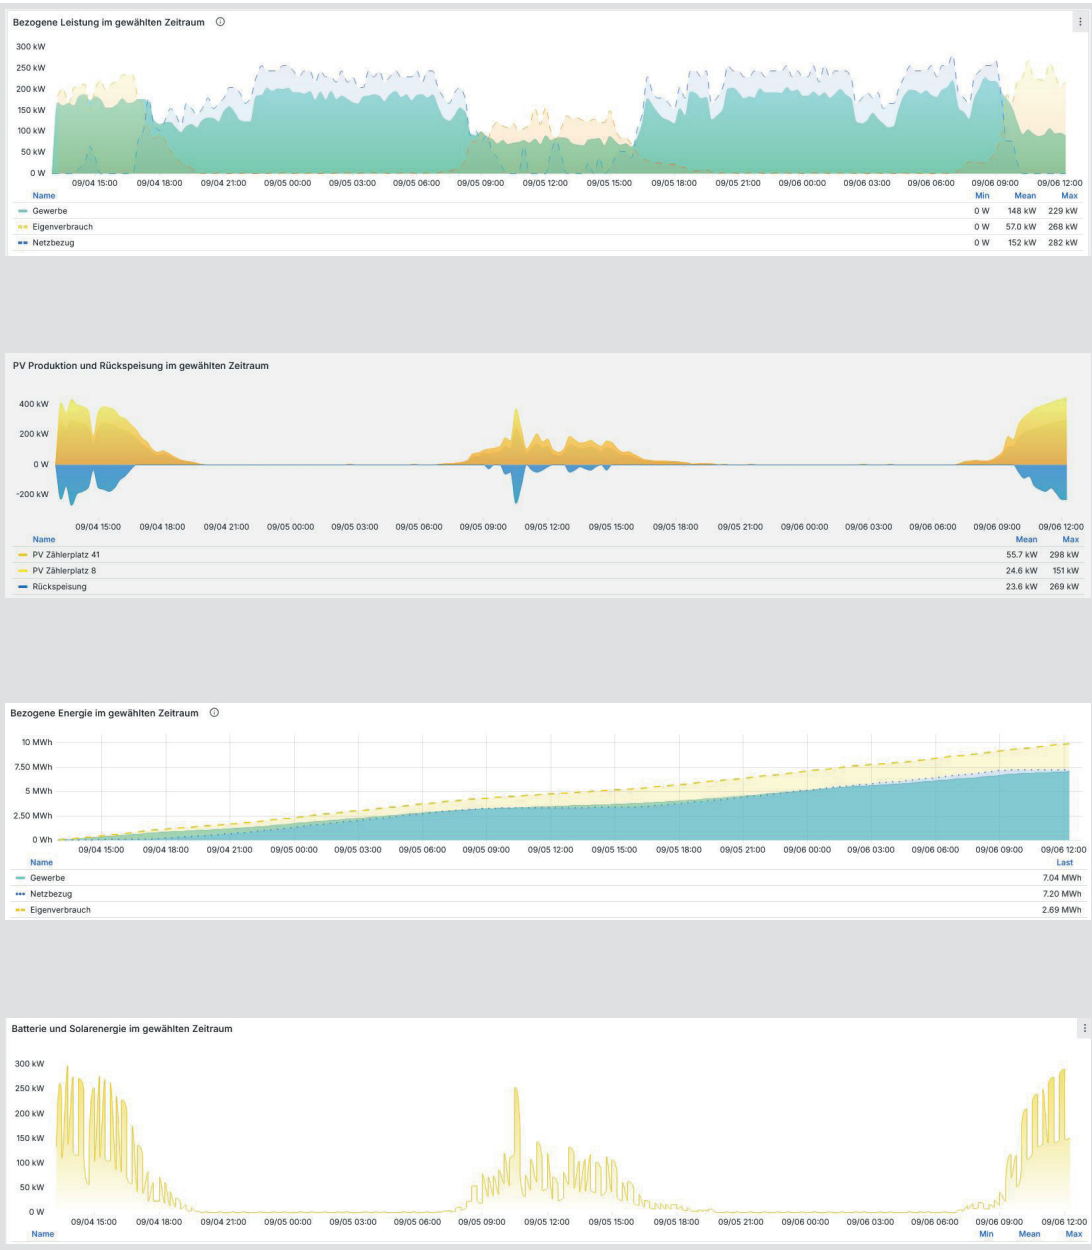 Bezogene Leistung im gewählten Zeitraum
300 kW
250 kW
200 kW
150 kW
100 kW
50 kW
0 W
09/04 15:00 09/04 18:00 09/04 21:00 09/05 00:00 09/05 03:00 09/05 06:00 09/05 09:00 09/05 12:00 09/05 15:00 09/05 18:00 09/05 21:00 09/06 00:00 09/06 03:00 09/06 06:00 09/06 09:00 09/06 12:00
Name Min Mean Max
Gewerbe 0 W 148 kW 229 kW
Eigenverbrauch 0 W 57.0 kW 268 kW
Netzbezug 0 W 152 kW 282 kW
PV Produktion und Rückspeisung im gewählten Zeitraum
400 kW
200 kW
0 W
-200 kW
09/04 15:00 09/04 18:00 09/04 21:00 09/05 00:00 09/05 03:00 09/05 06:00 09/05 09:00 09/05 12:00 09/05 15:00 09/05 18:00 09/05 21:00 09/06 00:00 09/06 03:00 09/06 06:00 09/06 09:00 09/06 12:00
Name Mean Max
PV Zählerplatz 41 55.7 kW 298 kW
PV Zählerplatz 8 24.6 kW 151 kW
Rückspeisung 23.6 kW 269 kW
Bezogene Energie im gewählten Zeitraum
10 MWh
7.50 MWh
5 MWh
2.50 MWh
0 Wh
09/04 15:00 09/04 18:00 09/04 21:00 09/05 00:00 09/05 03:00 09/05 06:00 09/05 09:00 09/05 12:00 09/05 15:00 09/05 18:00 09/05 21:00 09/06 00:00 09/06 03:00 09/06 06:00 09/06 09:00 09/06 12:00
Name Last
Gewerbe 7.04 MWh
Netzbezug 7.20 MWh
Eigenverbrauch 2.69 MWh
Batterie und Solarenergie im gewählten Zeitraum
300 kW
250 kW
200 kW
150 kW
100 kW
50 kW
0 W
09/04 15:00 09/04 18:00 09/04 21:00 09/05 00:00 09/05 03:00 09/05 06:00 09/05 09:00 09/05 12:00 09/05 15:00 09/05 18:00 09/05 21:00 09/06 00:00 09/06 03:00 09/06 06:00 09/06 09:00 09/06 12:00
Name Min Mean Max